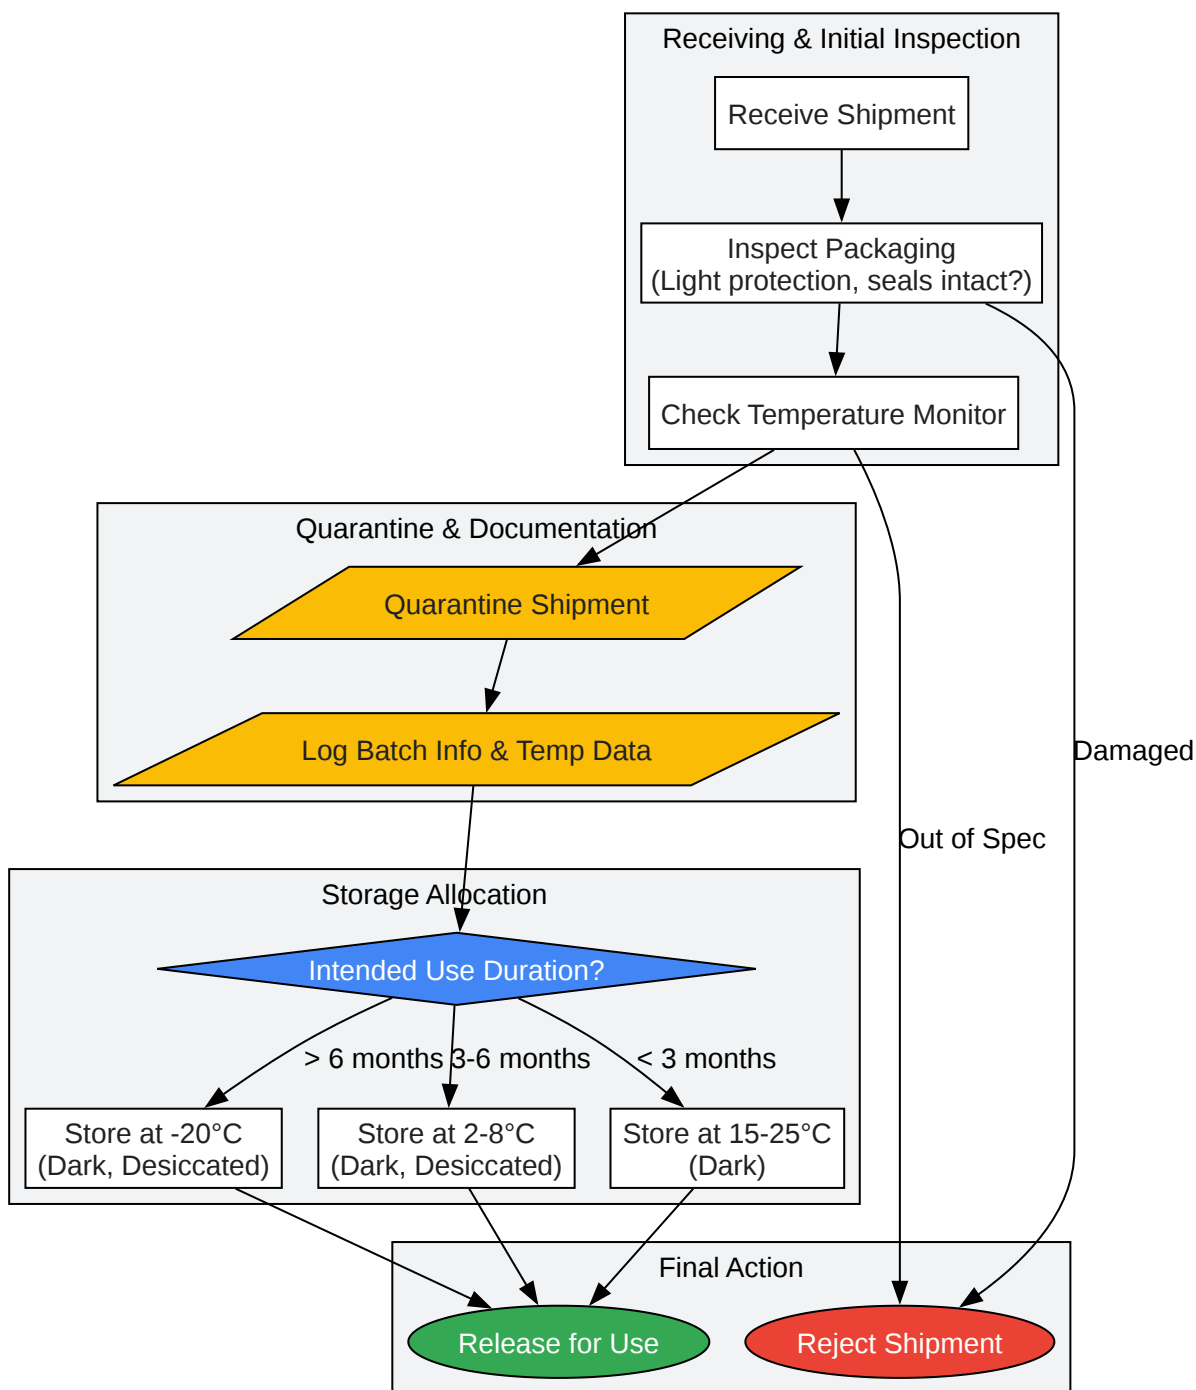 Receiving & Initial Inspection
Receive Shipment
Inspect Packaging
(Light protection, seals intact?)
Check Temperature Monitor
Quarantine & Documentation
Quarantine Shipment
Log Batch Info & Temp Data
Damaged
Out of Spec
Storage Allocation
Intended Use Duration?
> 6 months
3-6 months
< 3 months
Store at -20°C
(Dark, Desiccated)
Store at 2-8°C
(Dark, Desiccated)
Store at 15-25°C
(Dark)
Final Action
Release for Use
Reject Shipment